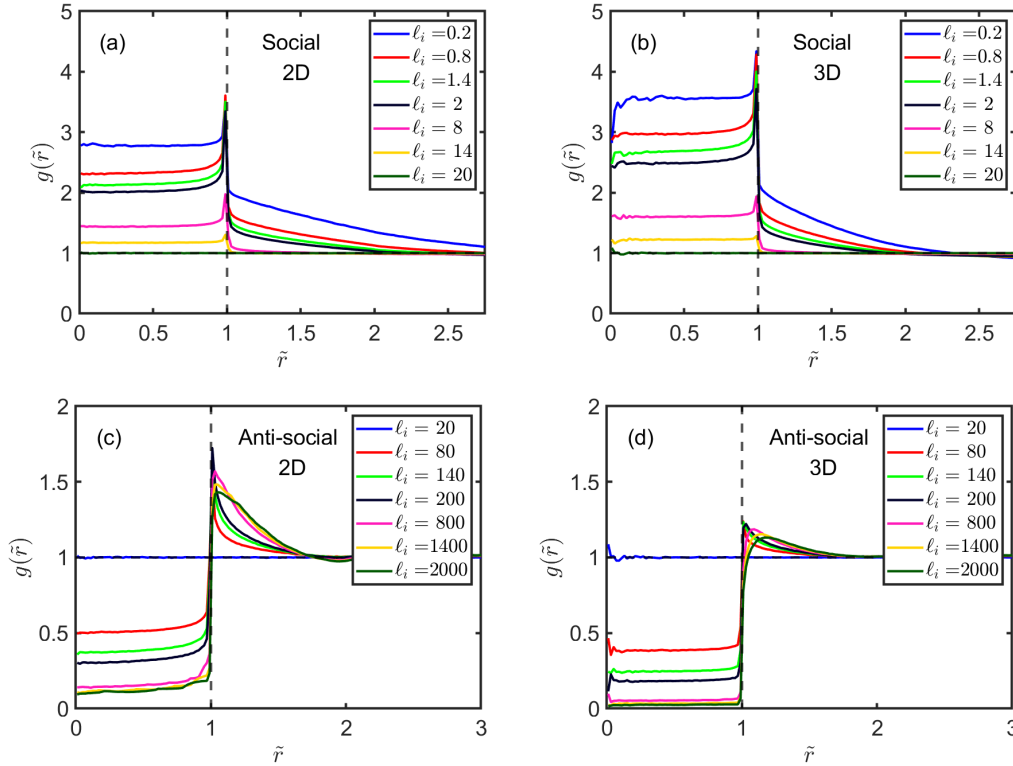 (a)
Social
2D
ℓᵢ =0.2
ℓᵢ =0.8
ℓᵢ =1.4
ℓᵢ = 2
ℓᵢ = 8
ℓᵢ = 14
ℓᵢ = 20
g(r̃)
5
4
3
2
1
0
0 0.5 1 1.5 2 2.5
r̃
(b)
Social
3D
ℓᵢ =0.2
ℓᵢ =0.8
ℓᵢ =1.4
ℓᵢ = 2
ℓᵢ = 8
ℓᵢ = 14
ℓᵢ = 20
g(r̃)
5
4
3
2
1
0
0 0.5 1 1.5 2 2.5
r̃
(c)
Anti-social
2D
ℓᵢ = 20
ℓᵢ = 80
ℓᵢ = 140
ℓᵢ = 200
ℓᵢ = 800
ℓᵢ =1400
ℓᵢ =2000
g(r̃)
2
1.5
1
0.5
0
0 1 2 3
r̃
(d)
Anti-social
3D
ℓᵢ = 20
ℓᵢ = 80
ℓᵢ = 140
ℓᵢ = 200
ℓᵢ = 800
ℓᵢ =1400
ℓᵢ =2000
g(r̃)
2
1.5
1
0.5
0
0 1 2 3
r̃